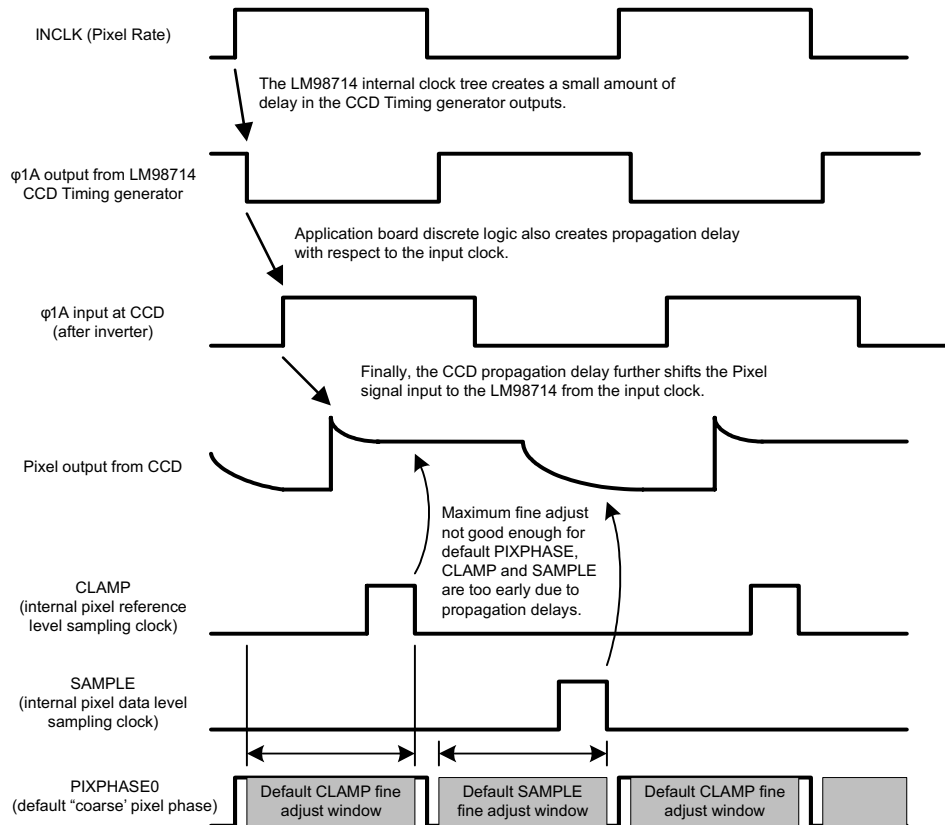 INCLK (Pixel Rate)
The LM98714 internal clock tree creates a small amount of
delay in the CCD Timing generator outputs.
φ1A output from LM98714
CCD Timing generator
Application board discrete logic also creates propagation delay
with respect to the input clock.
φ1A input at CCD
(after inverter)
Finally, the CCD propagation delay further shifts the Pixel
signal input to the LM98714 from the input clock.
Pixel output from CCD
Maximum fine adjust
not good enough for
default PIXPHASE,
CLAMP and SAMPLE
are too early due to
propagation delays.
CLAMP
(internal pixel reference
level sampling clock)
SAMPLE
(internal pixel data level
sampling clock)
PIXPHASE0
(default “coarse’ pixel phase)
Default CLAMP fine
adjust window
Default SAMPLE
fine adjust window
Default CLAMP fine
adjust window